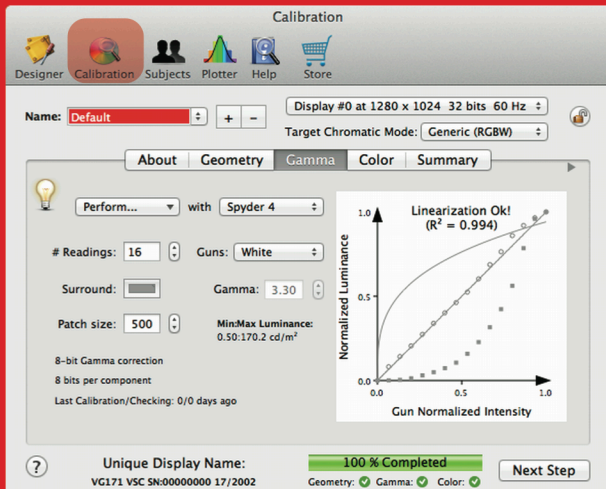 Calibration
Designer Calibration Subjects Plotter Help Store
Name: Default + - Display #0 at 1280 x 1024 32 bits 60 Hz
Target Chromatic Mode: Generic (RGBW)
About Geometry Gamma Color Summary
Perform... with Spyder 4
# Readings: 16 Guns: White
Surround: Gamma: 3.30
Patch size: 500 Min:Max Luminance:
0.50:170.2 cd/m²
8-bit Gamma correction
8 bits per component
Last Calibration/Checking: 0/0 days ago
Linearization Ok!
(R² = 0.994)
Normalized Luminance
1.0
0.5
0.0
0.0 0.5 1.0
Gun Normalized Intensity
? Unique Display Name:
VG171 VSC SN:00000000 17/2002
100 % Completed
Geometry: Gamma: Color:
Next Step